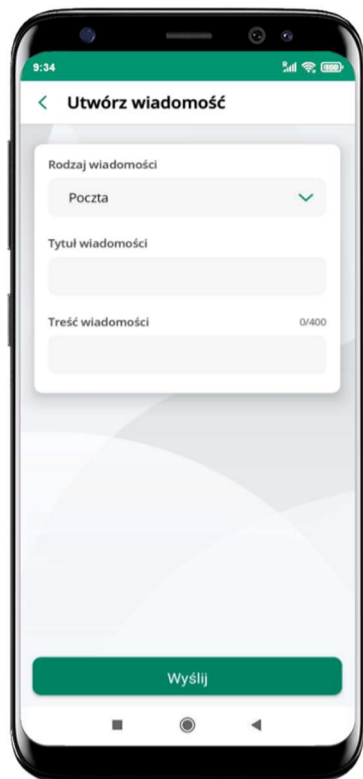 9:34
Utwórz wiadomość
Rodzaj wiadomości
Poczta
Tytuł wiadomości
Treść wiadomości 0/400
Wyślij